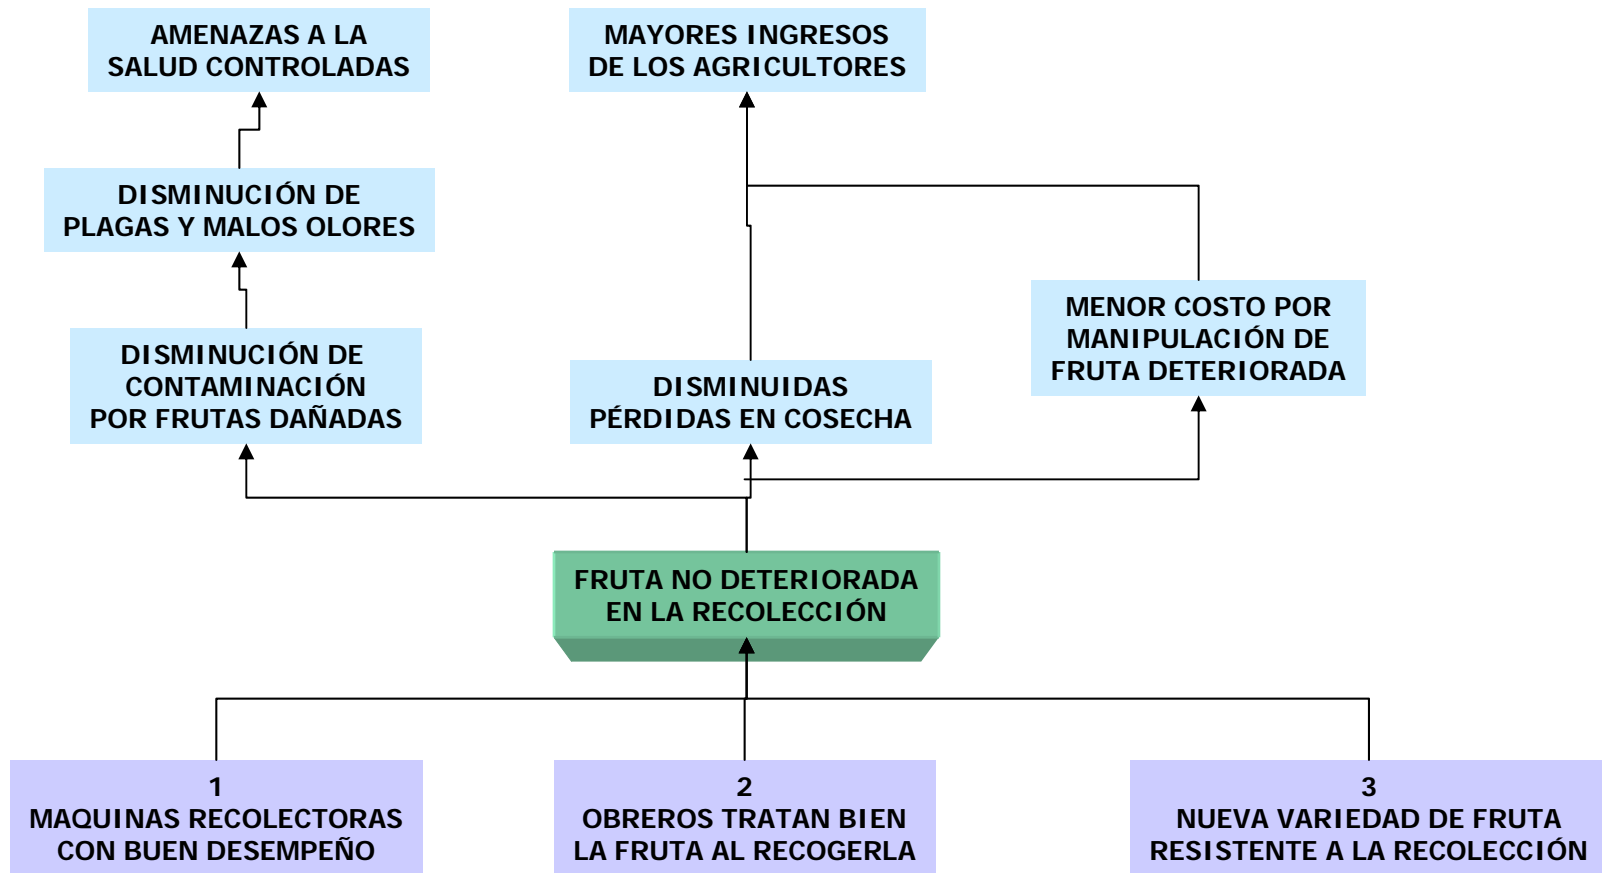 AMENAZAS A LA
SALUD CONTROLADAS
MAYORES INGRESOS
DE LOS AGRICULTORES
DISMINUCIÓN DE
PLAGAS Y MALOS OLORES
MENOR COSTO POR
MANIPULACIÓN DE
FRUTA DETERIORADA
DISMINUCIÓN DE
CONTAMINACIÓN
POR FRUTAS DAÑADAS
DISMINUIDAS
PÉRDIDAS EN COSECHA
FRUTA NO DETERIORADA
EN LA RECOLECCIÓN
1
MAQUINAS RECOLECTORAS
CON BUEN DESEMPEÑO
2
OBREROS TRATAN BIEN
LA FRUTA AL RECOGERLA
3
NUEVA VARIEDAD DE FRUTA
RESISTENTE A LA RECOLECCIÓN